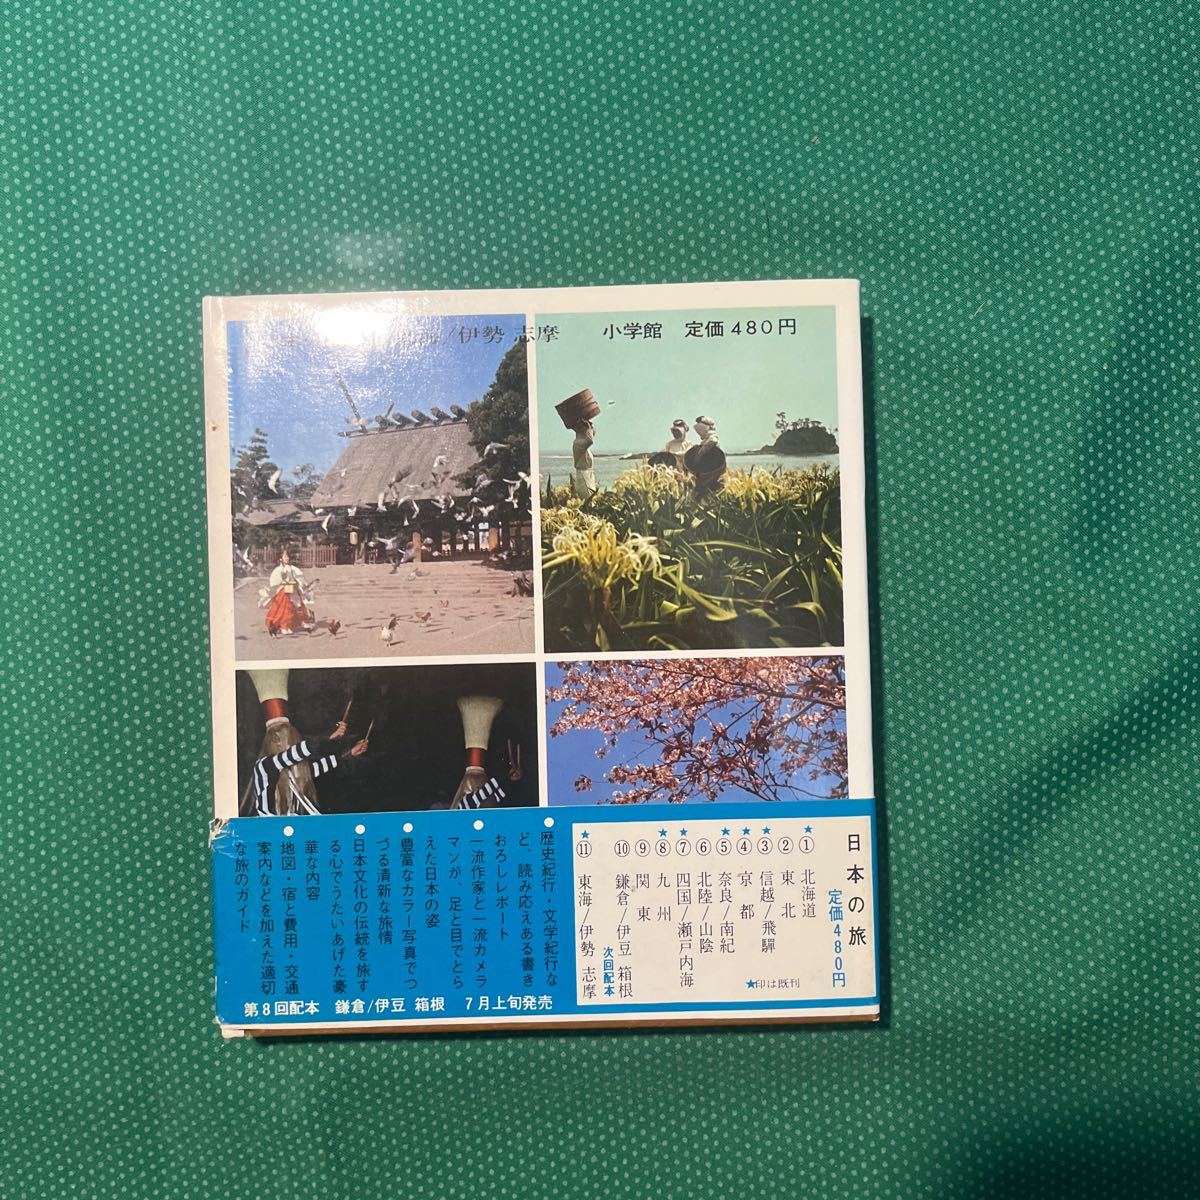 /伊勢 志摩 小学館 定価480円
日本の旅
定価480円
★①北海道
②東北
★③信越/飛騨
★④京都
★⑤奈良/南紀
⑥北陸/山陰
★⑦四国/瀬戸内海
★⑧九州
⑨関東
⑩鎌倉/伊豆 箱根 次回配本
★⑪東海/伊勢 志摩
★印は既刊
●歴史紀行・文学紀行な
ど、読み応えある書き
おろしレポート
●一流作家と一流カメラ
マンが、足と目でとら
えた日本の姿
●豊富なカラー写真でつ
づる清新な旅情
●日本文化の伝統を旅す
る心でうたいあげた豪
華な内容
●地図・宿と費用・交通
案内などを加えた適切
な旅のガイド
第8回配本 鎌倉/伊豆 箱根 7月上旬発売